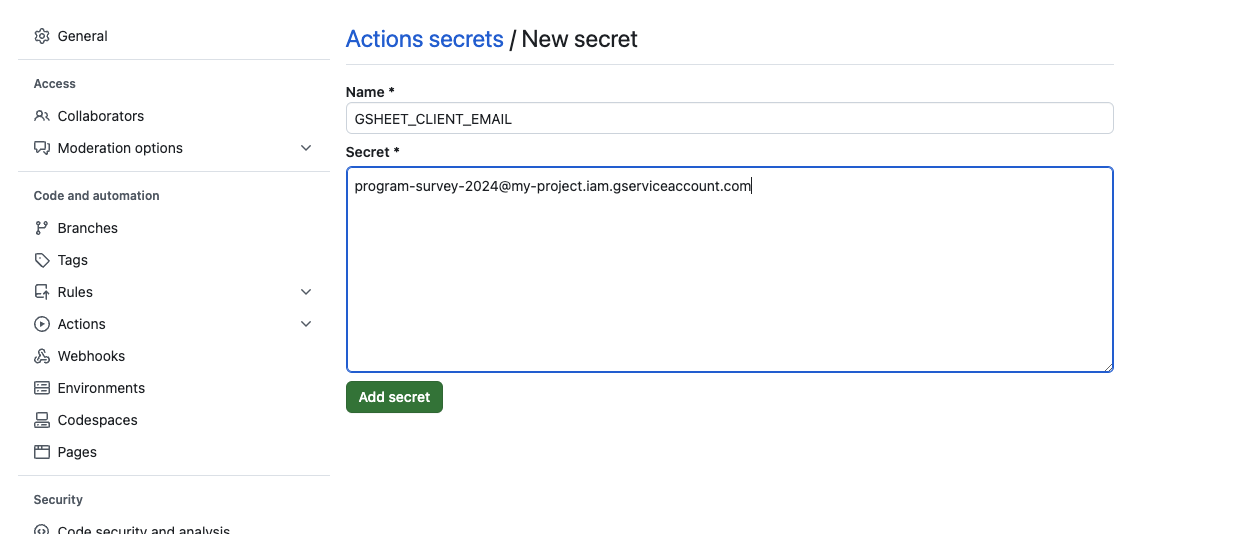 General
Access
Collaborators
Moderation options
Code and automation
Branches
Tags
Rules
Actions
Webhooks
Environments
Codespaces
Pages
Security
Code security and analysis
Actions secrets / New secret
Name *
GSHEET_CLIENT_EMAIL
Secret *
program-survey-2024@my-project.iam.gserviceaccount.com
Add secret